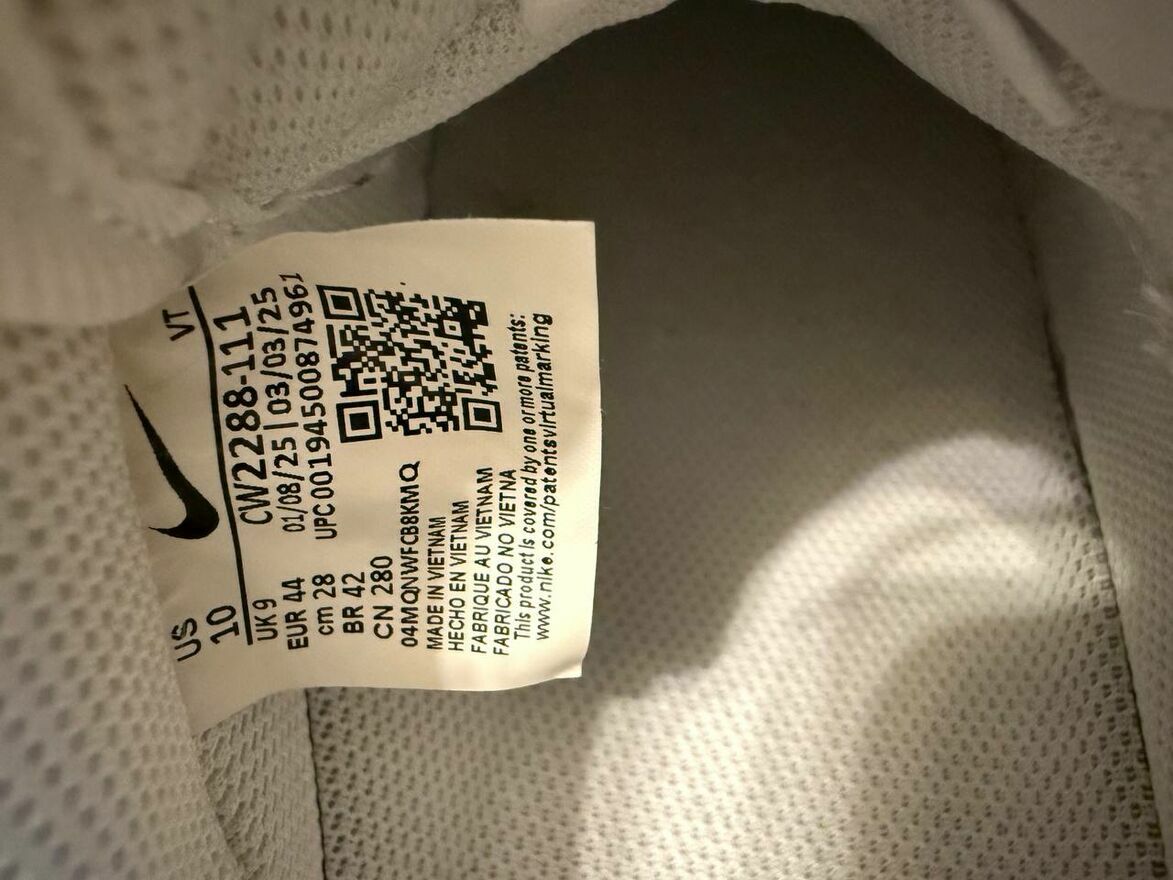 US
10
VT
UK 9
EUR 44
cm 28
BR 42
CN 280
CW2288-111
01/08/25 | 03/03/25
UPC00194500874961
04MQNWFCB8KMQ
MADE IN VIETNAM
HECHO EN VIETNAM
FABRIQUE AU VIETNAM
FABRICADO NO VIETNA
This product is covered by one or more patents:
www.nike.com/patentsvirtualmarking